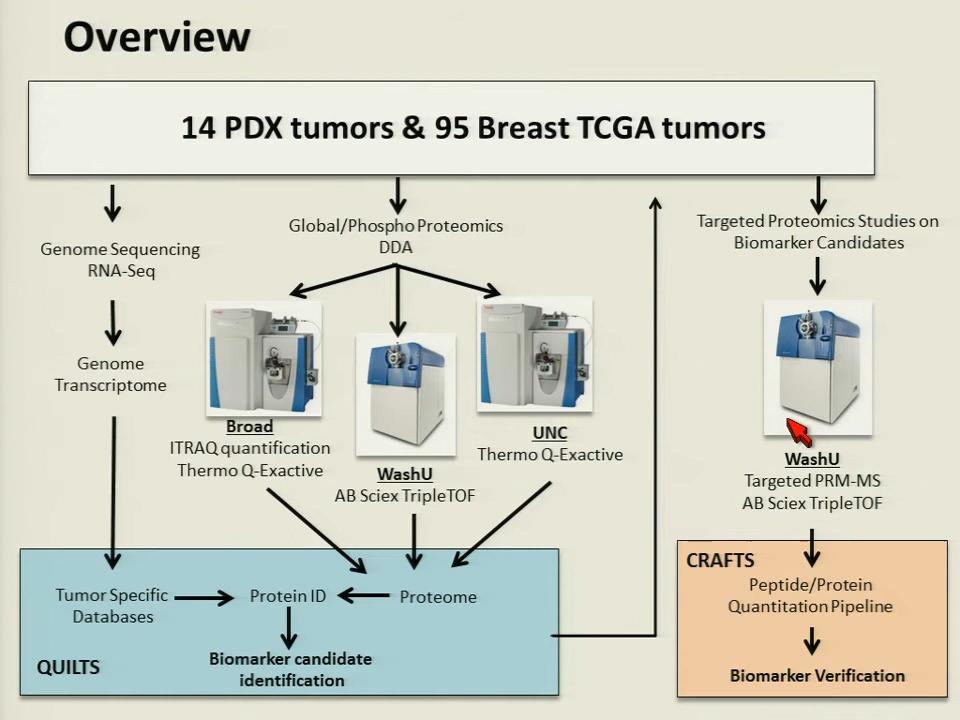 Overview
14 PDX tumors & 95 Breast TCGA tumors
Genome Sequencing
RNA-Seq
Genome
Transcriptome
Global/Phospho Proteomics
DDA
Broad
ITRAQ quantification
Thermo Q-Exactive
WashU
AB Sciex TripleTOF
UNC
Thermo Q-Exactive
Targeted Proteomics Studies on
Biomarker Candidates
WashU
Targeted PRM-MS
AB Sciex TripleTOF
Tumor Specific
Databases
Protein ID
Proteome
QUILTS
Biomarker candidate
identification
CRAFTS
Peptide/Protein
Quantitation Pipeline
Biomarker Verification